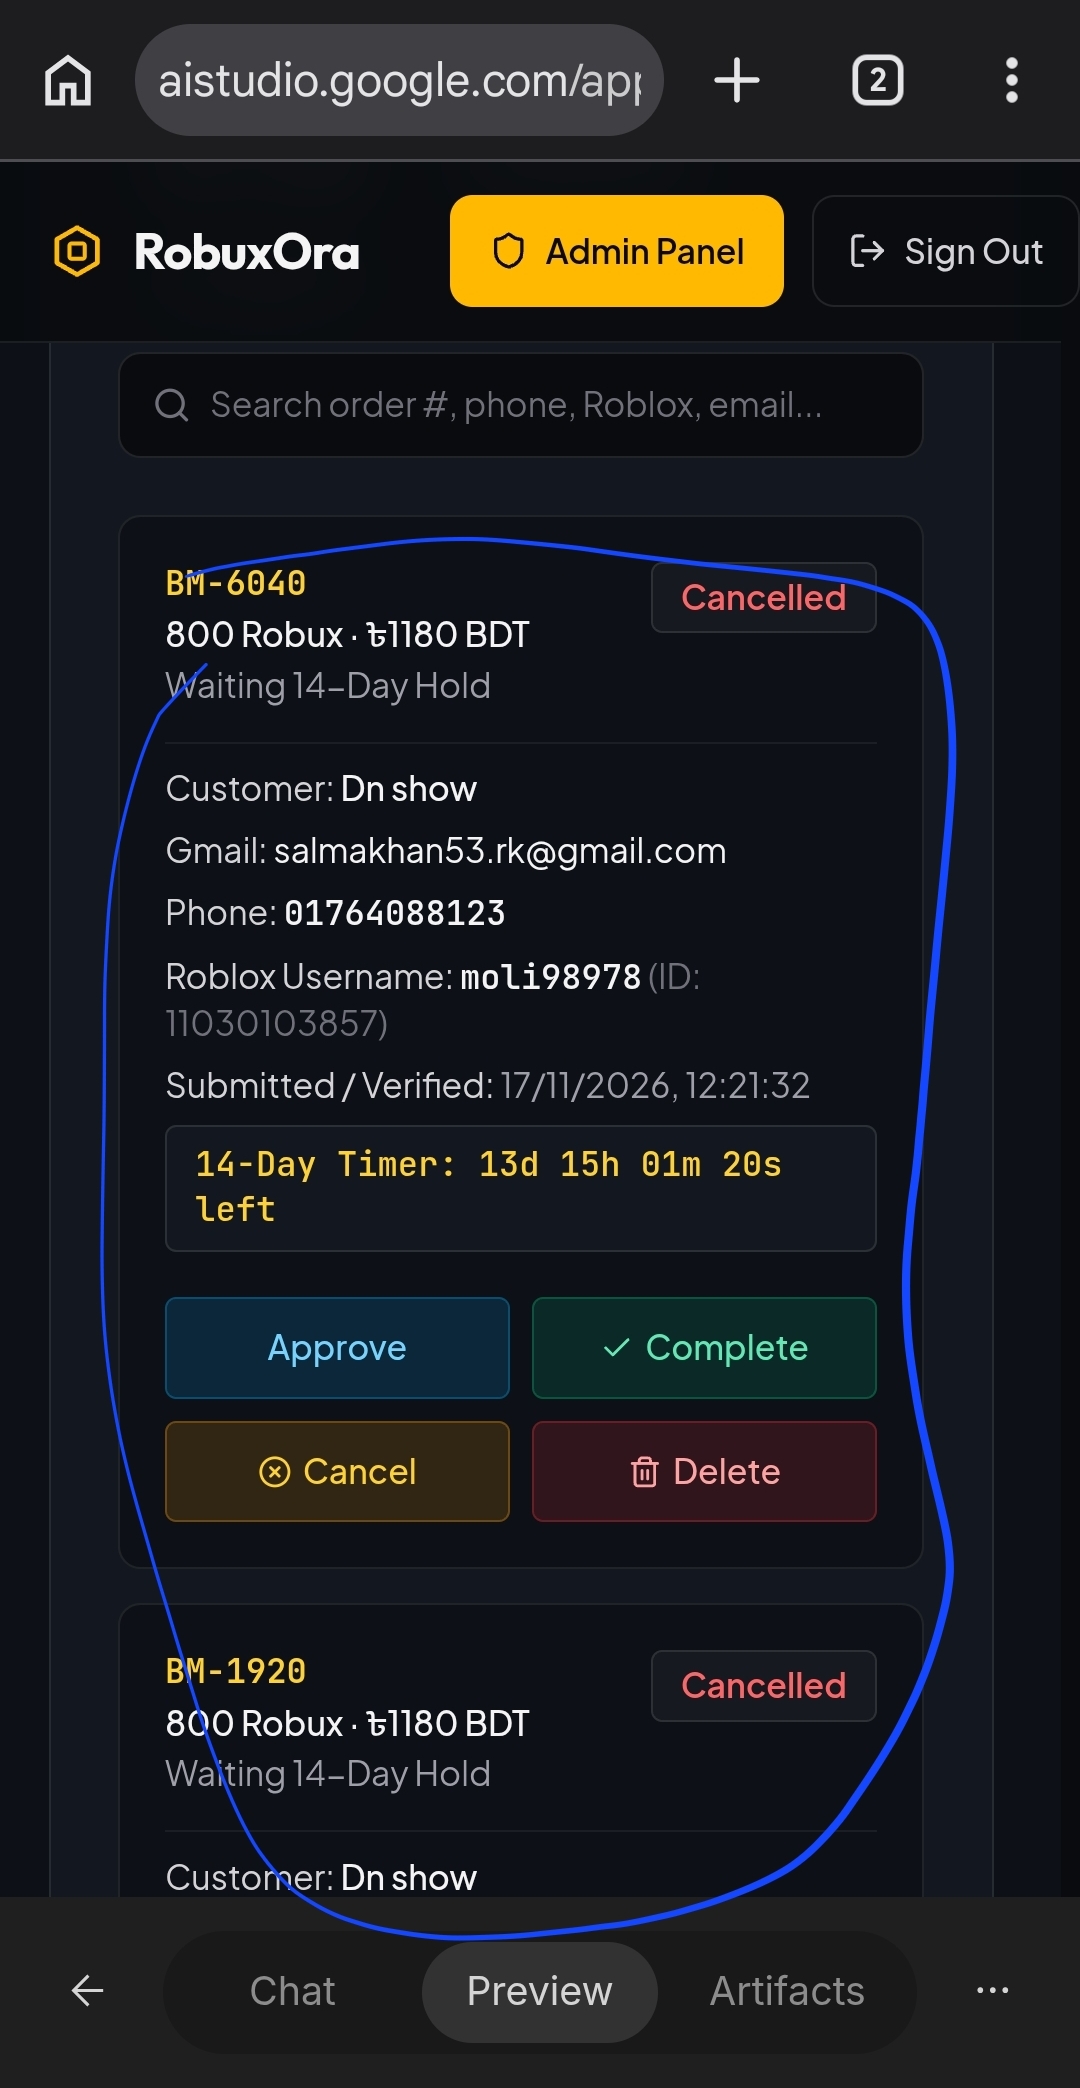 aistudio.google.com/app
2
RobuxOra
Admin Panel
Sign Out
Search order #, phone, Roblox, email...
BM-6040
Cancelled
800 Robux · ৳1180 BDT
Waiting 14-Day Hold
Customer: Dn show
Gmail: salmakhan53.rk@gmail.com
Phone: 01764088123
Roblox Username: moli98978 (ID:
11030103857)
Submitted / Verified: 17/11/2026, 12:21:32
14-Day Timer: 13d 15h 01m 20s
left
Approve
Complete
Cancel
Delete
BM-1920
Cancelled
800 Robux · ৳1180 BDT
Waiting 14-Day Hold
Customer: Dn show
Chat
Preview
Artifacts